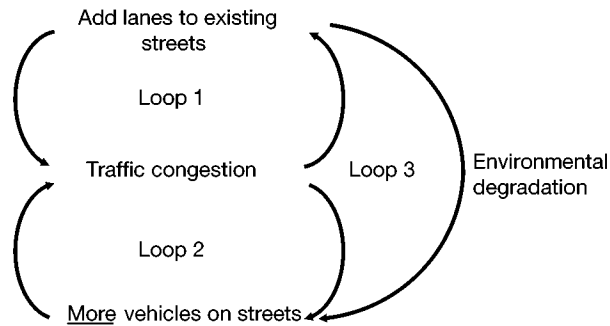 Add lanes to existing
streets
Loop 1
Traffic congestion
Loop 3
Environmental
degradation
Loop 2
More vehicles on streets